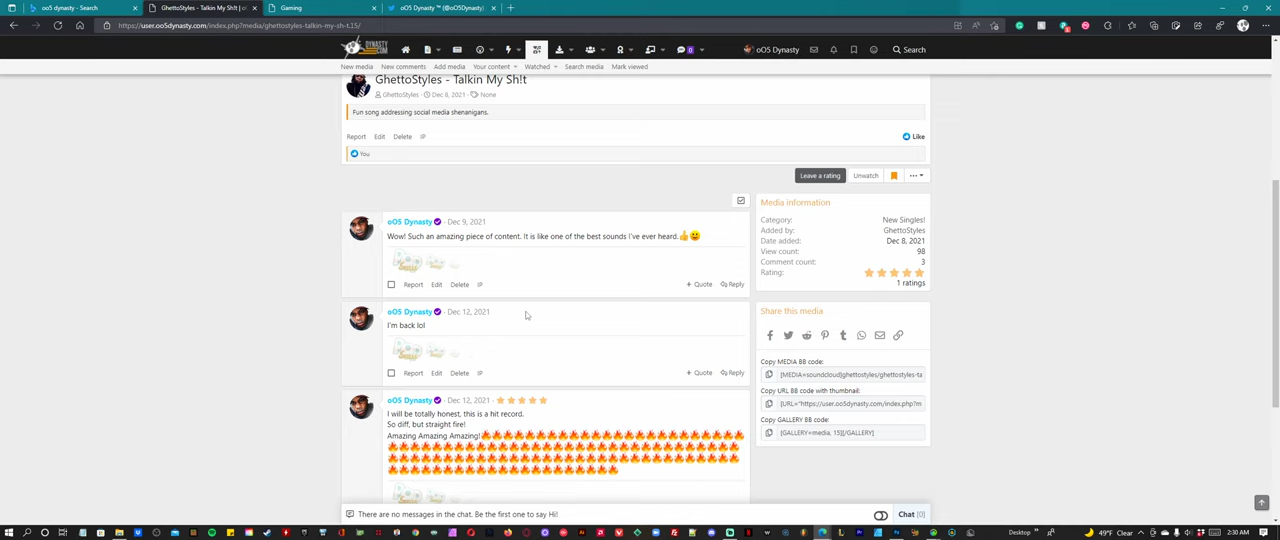 oo5 dynasty - Search
GhettoStyles - Talkin My Sh!t | o
Gaming
oO5 Dynasty ™ (@oO5Dynasty)
https://user.oo5dynasty.com/index.php?media/ghettostyles-talkin-my-sh-t.15/
DYNASTY .COM
0
oO5 Dynasty
Search
New media
New comments
Add media
Your content
Watched
Search media
Mark viewed
GhettoStyles - Talkin My Sh!t
GhettoStyles · Dec 8, 2021 · None
Fun song addressing social media shenanigans.
Report Edit Delete IP
Like
You
Leave a rating
Unwatch
oO5 Dynasty · Dec 9, 2021
Wow! Such an amazing piece of content. It is like one of the best sounds I've ever heard.👍😀
Report Edit Delete IP
+ Quote Reply
oO5 Dynasty · Dec 12, 2021
I'm back lol
Report Edit Delete IP
+ Quote Reply
oO5 Dynasty · Dec 12, 2021
I will be totally honest, this is a hit record.
So diff, but straight fire!
Amazing Amazing Amazing!
Media information
Category: New Singles!
Added by: GhettoStyles
Date added: Dec 8, 2021
View count: 98
Comment count: 3
Rating:
1 ratings
Share this media
Copy MEDIA BB code:
[MEDIA=soundcloud]ghettostyles/ghettostyles-ta
Copy URL BB code with thumbnail:
[URL="https://user.oo5dynasty.com/index.php?m
Copy GALLERY BB code:
[GALLERY=media, 15][/GALLERY]
There are no messages in the chat. Be the first one to say Hi!
Chat [0]
Desktop
49°F Clear
2:30 AM